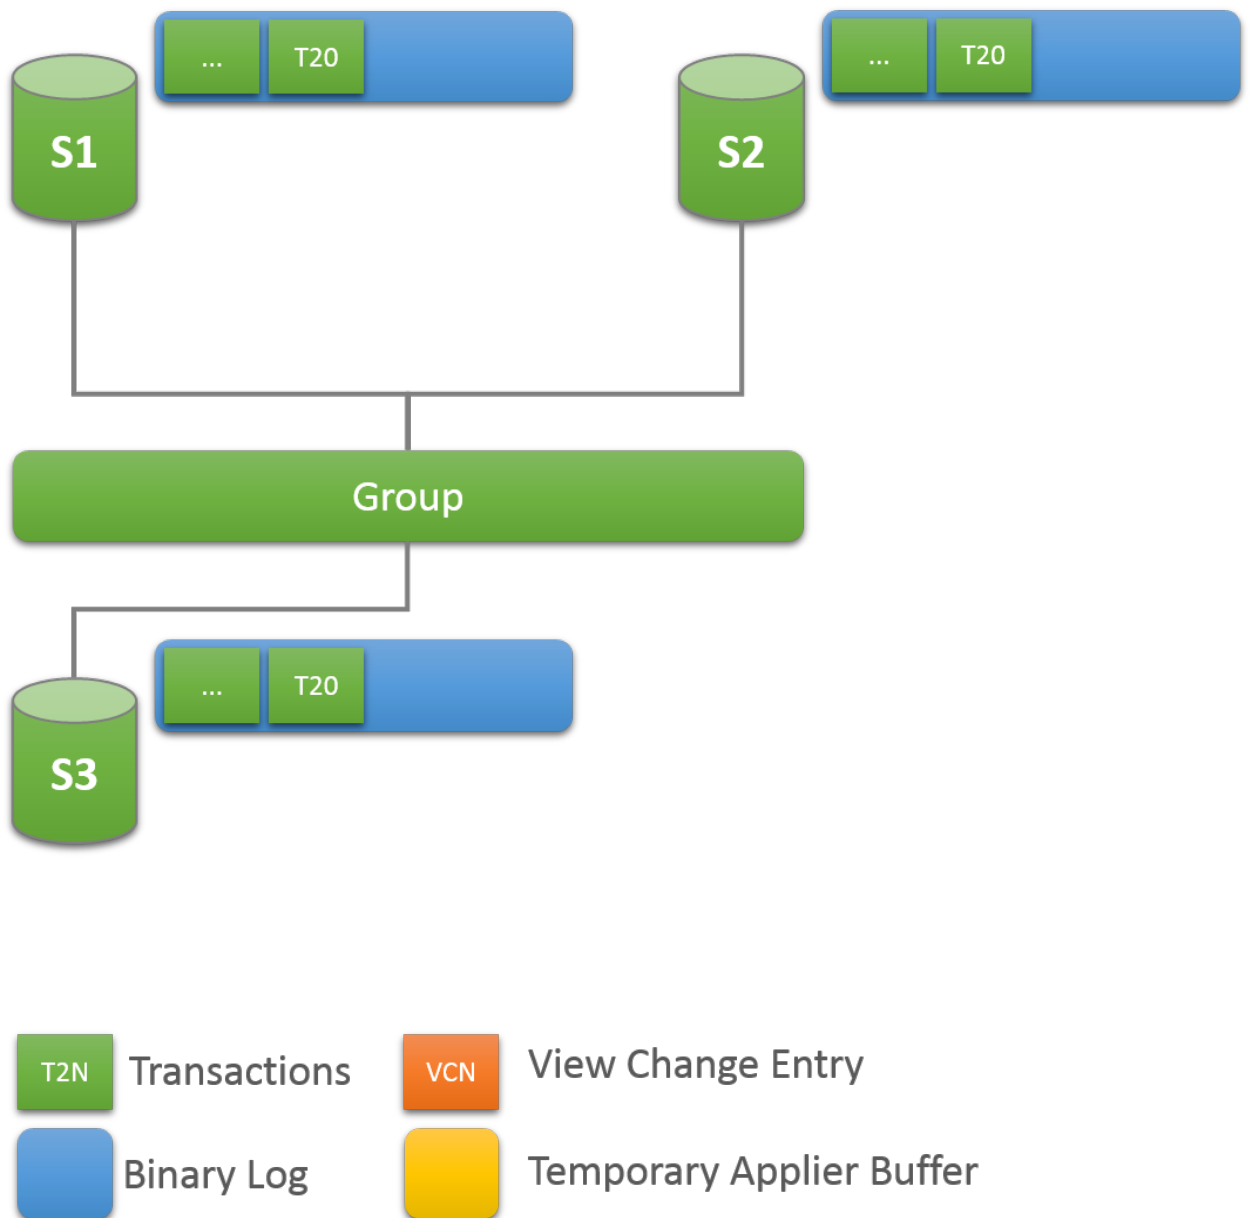 ... T20
... T20
S1
S2
Group
... T20
S3
T2N Transactions
VCN View Change Entry
Binary Log
Temporary Applier Buffer